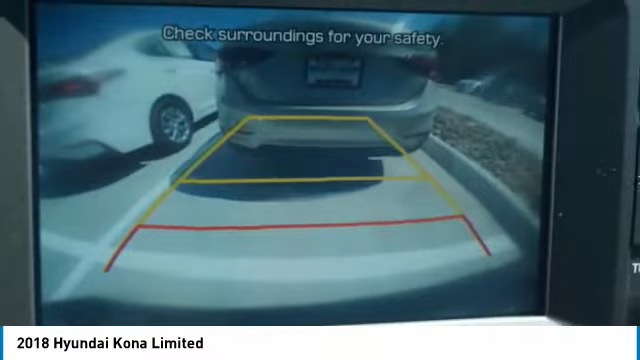 Check surroundings for your safety.
2018 Hyundai Kona Limited